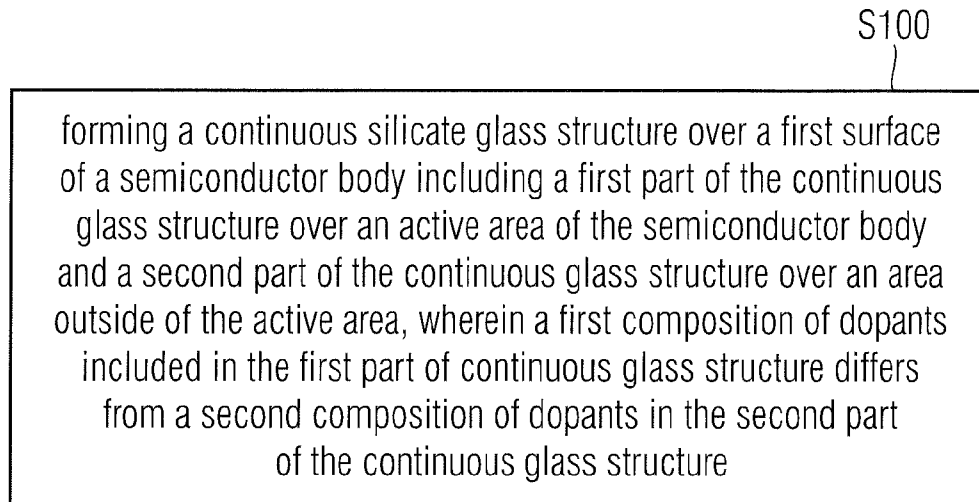 S100
forming a continuous silicate glass structure over a first surface
of a semiconductor body including a first part of the continuous
glass structure over an active area of the semiconductor body
and a second part of the continuous glass structure over an area
outside of the active area, wherein a first composition of dopants
included in the first part of continuous glass structure differs
from a second composition of dopants in the second part
of the continuous glass structure